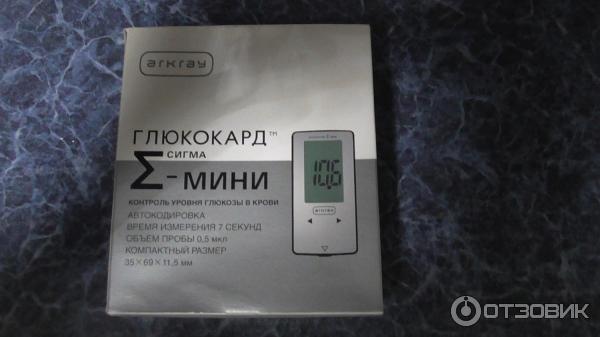 arkray
ГЛЮКОКАРД™
Σ СИГМА
-МИНИ
КОНТРОЛЬ УРОВНЯ ГЛЮКОЗЫ В КРОВИ
АВТОКОДИРОВКА
ВРЕМЯ ИЗМЕРЕНИЯ 7 СЕКУНД
ОБЪЕМ ПРОБЫ 0,5 мкл
КОМПАКТНЫЙ РАЗМЕР
35×69×11,5 мм
10,6
arkray
ОТЗОВИК